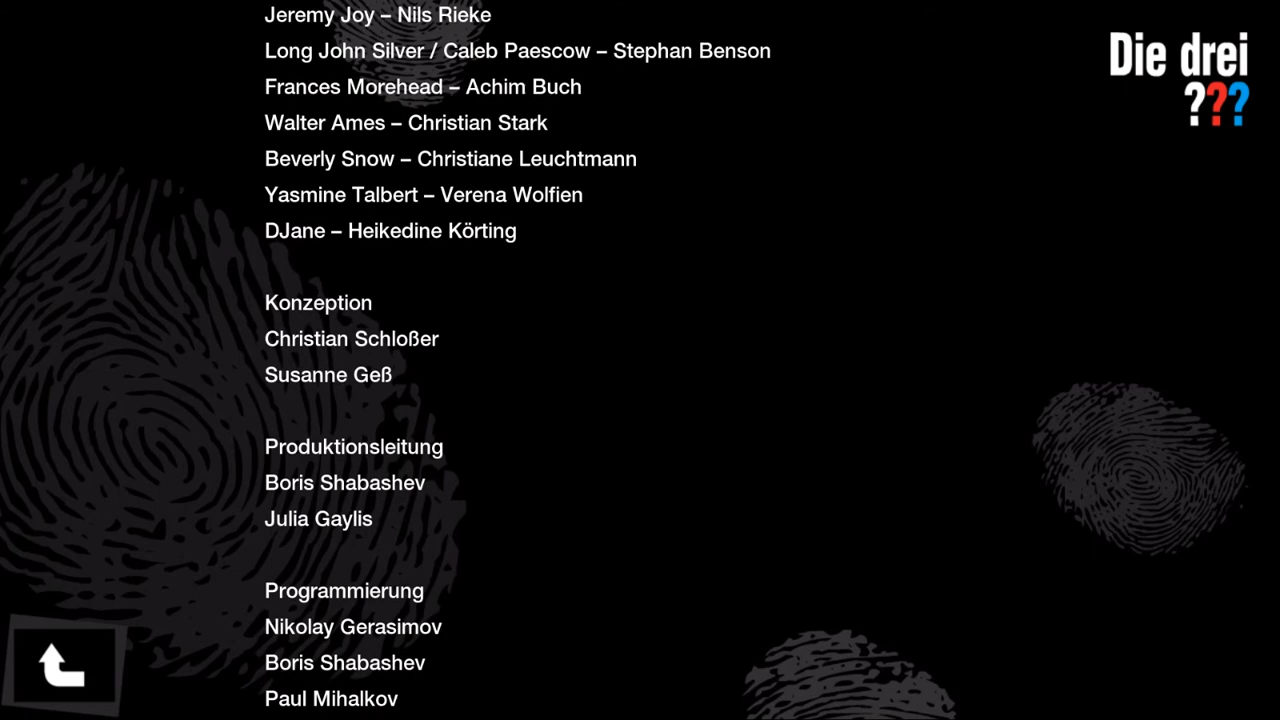 Jeremy Joy – Nils Rieke
Long John Silver / Caleb Paescow – Stephan Benson
Frances Morehead – Achim Buch
Walter Ames – Christian Stark
Beverly Snow – Christiane Leuchtmann
Yasmine Talbert – Verena Wolfien
DJane – Heikedine Körting
Konzeption
Christian Schloßer
Susanne Geß
Produktionsleitung
Boris Shabashev
Julia Gaylis
Programmierung
Nikolay Gerasimov
Boris Shabashev
Paul Mihalkov
Die drei
???